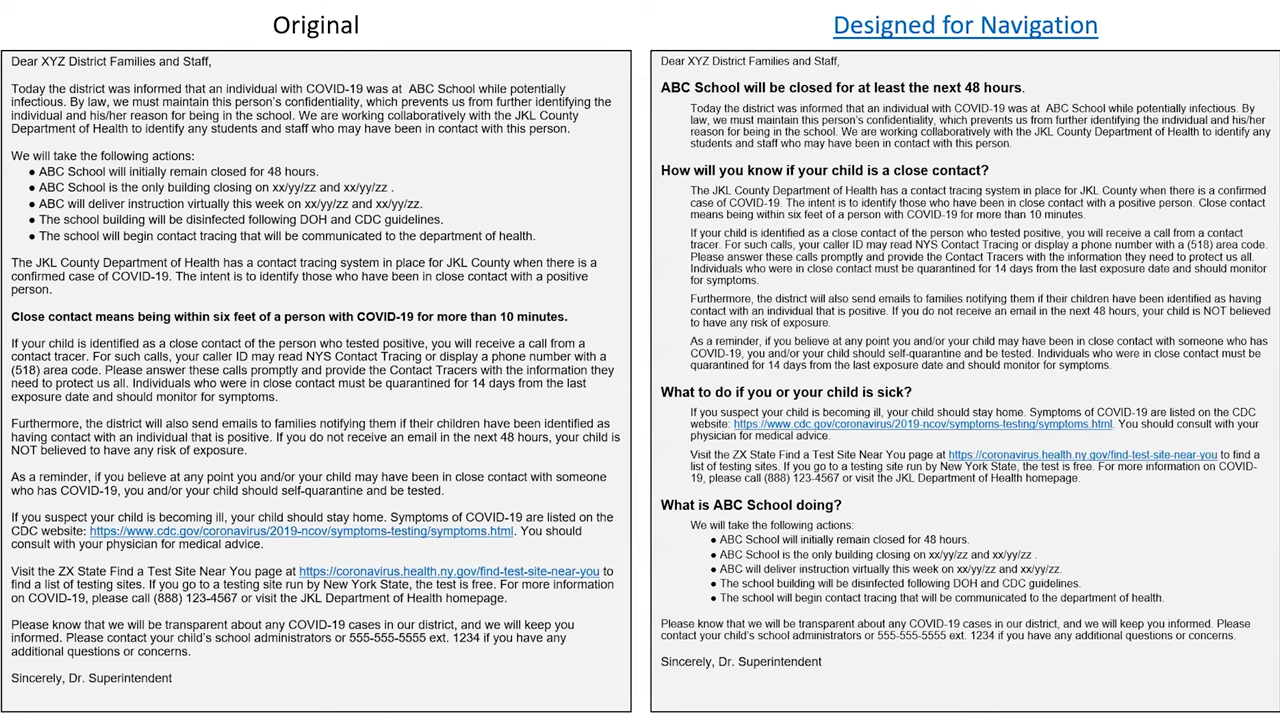 Original
Dear XYZ District Families and Staff,
Today the district was informed that an individual with COVID-19 was at  ABC School while potentially
infectious. By law, we must maintain this person's confidentiality, which prevents us from further identifying the
individual and his/her reason for being in the school. We are working collaboratively with the JKL County
Department of Health to identify any students and staff who may have been in contact with this person.
We will take the following actions:
● ABC School will initially remain closed for 48 hours.
● ABC School is the only building closing on xx/yy/zz and xx/yy/zz .
● ABC will deliver instruction virtually this week on xx/yy/zz and xx/yy/zz.
● The school building will be disinfected following DOH and CDC guidelines.
● The school will begin contact tracing that will be communicated to the department of health.
The JKL County Department of Health has a contact tracing system in place for JKL County when there is a
confirmed case of COVID-19. The intent is to identify those who have been in close contact with a positive
person.
Close contact means being within six feet of a person with COVID-19 for more than 10 minutes.
If your child is identified as a close contact of the person who tested positive, you will receive a call from a
contact tracer. For such calls, your caller ID may read NYS Contact Tracing or display a phone number with a
(518) area code. Please answer these calls promptly and provide the Contact Tracers with the information they
need to protect us all. Individuals who were in close contact must be quarantined for 14 days from the last
exposure date and should monitor for symptoms.
Furthermore, the district will also send emails to families notifying them if their children have been identified as
having contact with an individual that is positive. If you do not receive an email in the next 48 hours, your child is
NOT believed to have any risk of exposure.
As a reminder, if you believe at any point you and/or your child may have been in close contact with someone
who has COVID-19, you and/or your child should self-quarantine and be tested.
If you suspect your child is becoming ill, your child should stay home. Symptoms of COVID-19 are listed on the
CDC website: https://www.cdc.gov/coronavirus/2019-ncov/symptoms-testing/symptoms.html. You should
consult with your physician for medical advice.
Visit the ZX State Find a Test Site Near You page at https://coronavirus.health.ny.gov/find-test-site-near-you to
find a list of testing sites. If you go to a testing site run by New York State, the test is free. For more information
on COVID-19, please call (888) 123-4567 or visit the JKL Department of Health homepage.
Please know that we will be transparent about any COVID-19 cases in our district, and we will keep you
informed. Please contact your child's school administrators or 555-555-5555 ext. 1234 if you have any
additional questions or concerns.
Sincerely, Dr. Superintendent
Designed for Navigation
Dear XYZ District Families and Staff,
ABC School will be closed for at least the next 48 hours.
Today the district was informed that an individual with COVID-19 was at  ABC School while potentially infectious. By
law, we must maintain this person's confidentiality, which prevents us from further identifying the individual and his/her
reason for being in the school. We are working collaboratively with the JKL County Department of Health to identify any
students and staff who may have been in contact with this person.
How will you know if your child is a close contact?
The JKL County Department of Health has a contact tracing system in place for JKL County when there is a confirmed
case of COVID-19. The intent is to identify those who have been in close contact with a positive person. Close contact
means being within six feet of a person with COVID-19 for more than 10 minutes.
If your child is identified as a close contact of the person who tested positive, you will receive a call from a contact
tracer. For such calls, your caller ID may read NYS Contact Tracing or display a phone number with a (518) area code.
Please answer these calls promptly and provide the Contact Tracers with the information they need to protect us all.
Individuals who were in close contact must be quarantined for 14 days from the last exposure date and should monitor
for symptoms.
Furthermore, the district will also send emails to families notifying them if their children have been identified as having
contact with an individual that is positive. If you do not receive an email in the next 48 hours, your child is NOT believed
to have any risk of exposure.
As a reminder, if you believe at any point you and/or your child may have been in close contact with someone who has
COVID-19, you and/or your child should self-quarantine and be tested. Individuals who were in close contact must be
quarantined for 14 days from the last exposure date and should monitor for symptoms.
What to do if you or your child is sick?
If you suspect your child is becoming ill, your child should stay home. Symptoms of COVID-19 are listed on the CDC
website: https://www.cdc.gov/coronavirus/2019-ncov/symptoms-testing/symptoms.html. You should consult with your
physician for medical advice.
Visit the ZX State Find a Test Site Near You page at https://coronavirus.health.ny.gov/find-test-site-near-you to find a
list of testing sites. If you go to a testing site run by New York State, the test is free. For more information on COVID-
19, please call (888) 123-4567 or visit the JKL Department of Health homepage.
What is ABC School doing?
We will take the following actions:
● ABC School will initially remain closed for 48 hours.
● ABC School is the only building closing on xx/yy/zz and xx/yy/zz .
● ABC will deliver instruction virtually this week on xx/yy/zz and xx/yy/zz.
● The school building will be disinfected following DOH and CDC guidelines.
● The school will begin contact tracing that will be communicated to the department of health.
Please know that we will be transparent about any COVID-19 cases in our district, and we will keep you informed. Please
contact your child's school administrators or 555-555-5555 ext. 1234 if you have any additional questions or concerns.
Sincerely, Dr. Superintendent